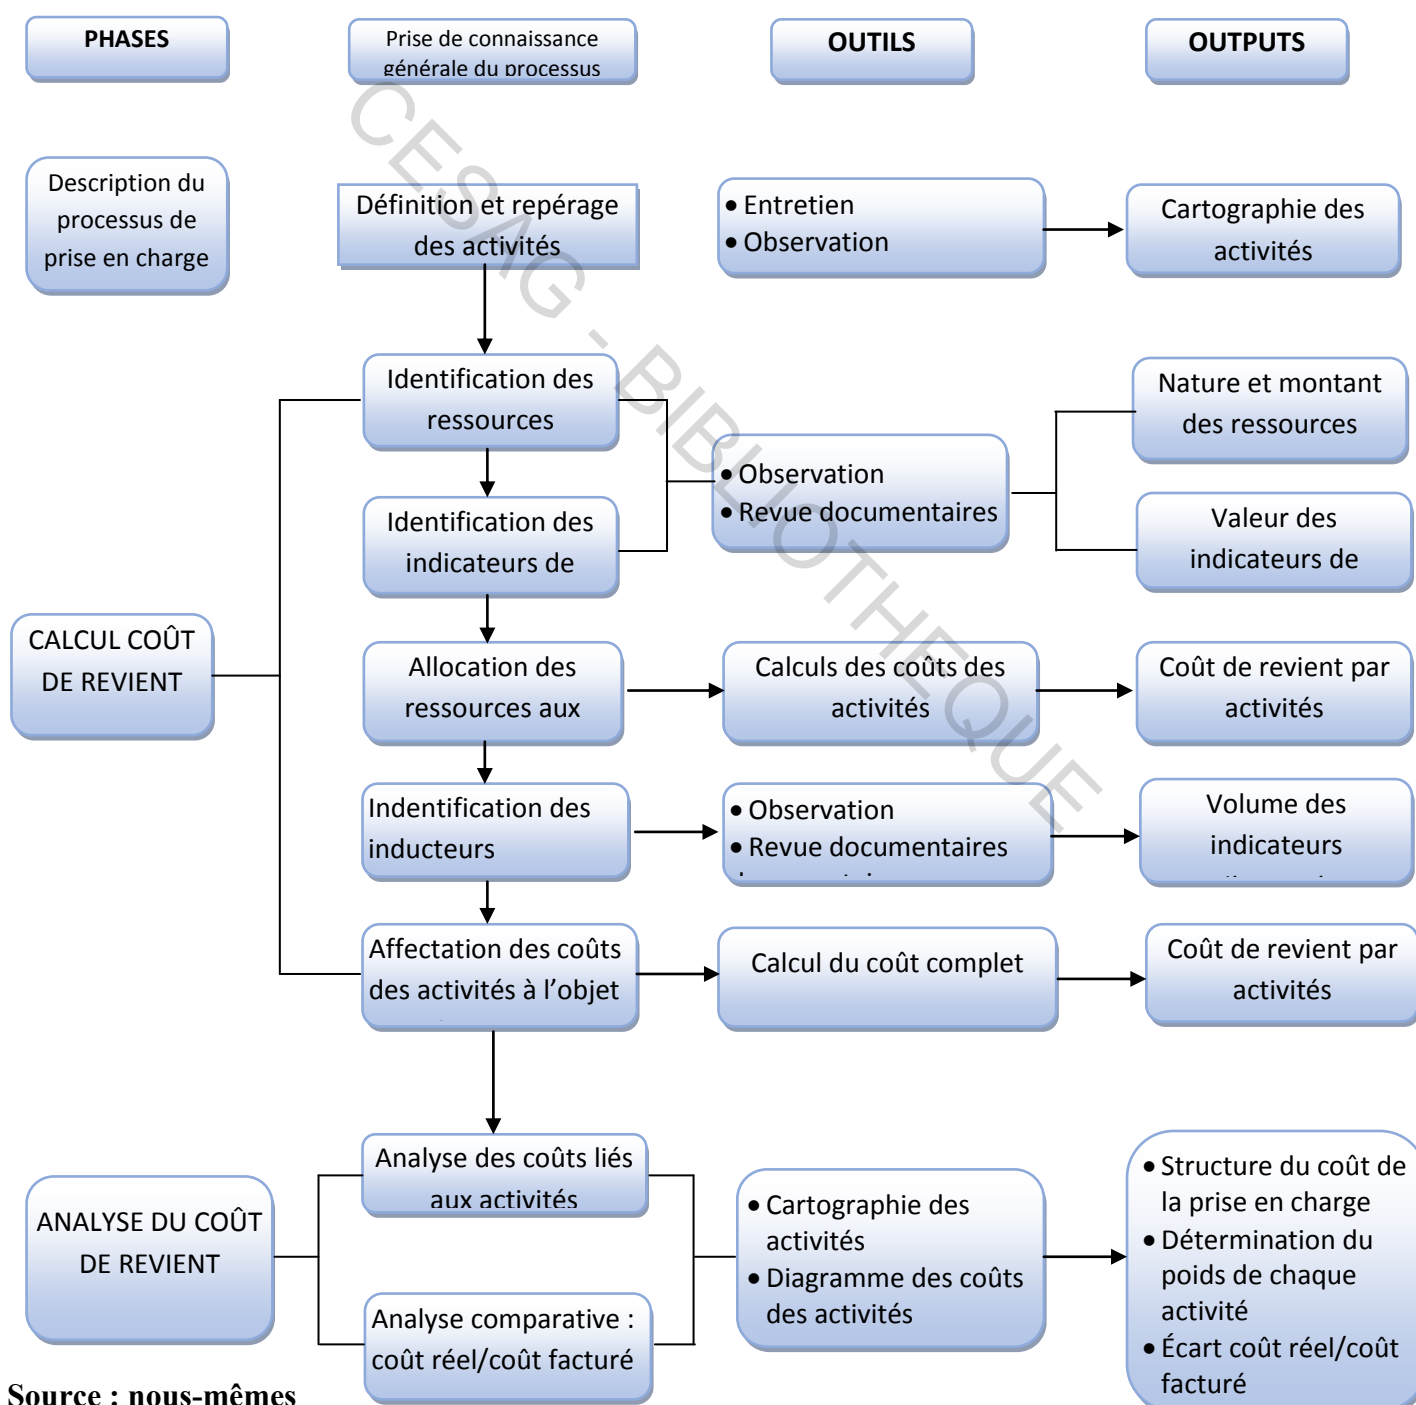 PHASES
Prise de connaissance
générale du processus
OUTILS
OUTPUTS
Description du
processus de
prise en charge
Définition et repérage
des activités
• Entretien
• Observation
Cartographie des
activités
Identification des
ressources
Identification des
indicateurs de
• Observation
• Revue documentaires
Nature et montant
des ressources
Valeur des
indicateurs de
CALCUL COÛT
DE REVIENT
Allocation des
ressources aux
Calculs des coûts des
activités
Coût de revient par
activités
Indentification des
inducteurs
• Observation
• Revue documentaires
Volume des
indicateurs
Affectation des coûts
des activités à l’objet
Calcul du coût complet
Coût de revient par
activités
ANALYSE DU COÛT
DE REVIENT
Analyse des coûts liés
aux activités
Analyse comparative :
coût réel/coût facturé
• Cartographie des
activités
• Diagramme des coûts
des activités
• Structure du coût de
la prise en charge
• Détermination du
poids de chaque
activité
• Écart coût réel/coût
facturé
Source : nous-mêmes
CESAG - BIBLIOTHEQUE